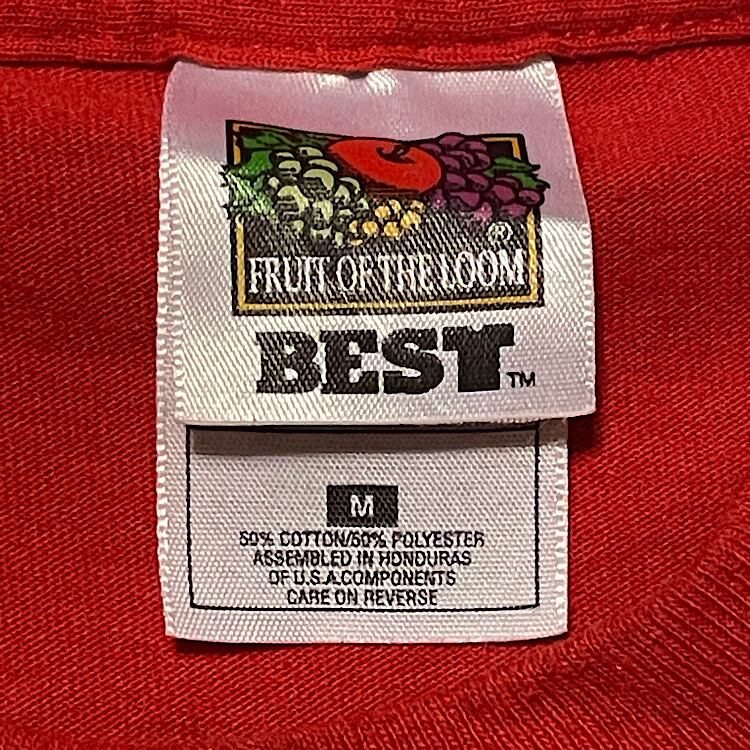 ®
FRUIT OF THE LOOM
BEST™
M
50% COTTON/50% POLYESTER
ASSEMBLED IN HONDURAS
OF U.S.A. COMPONENTS
CARE ON REVERSE